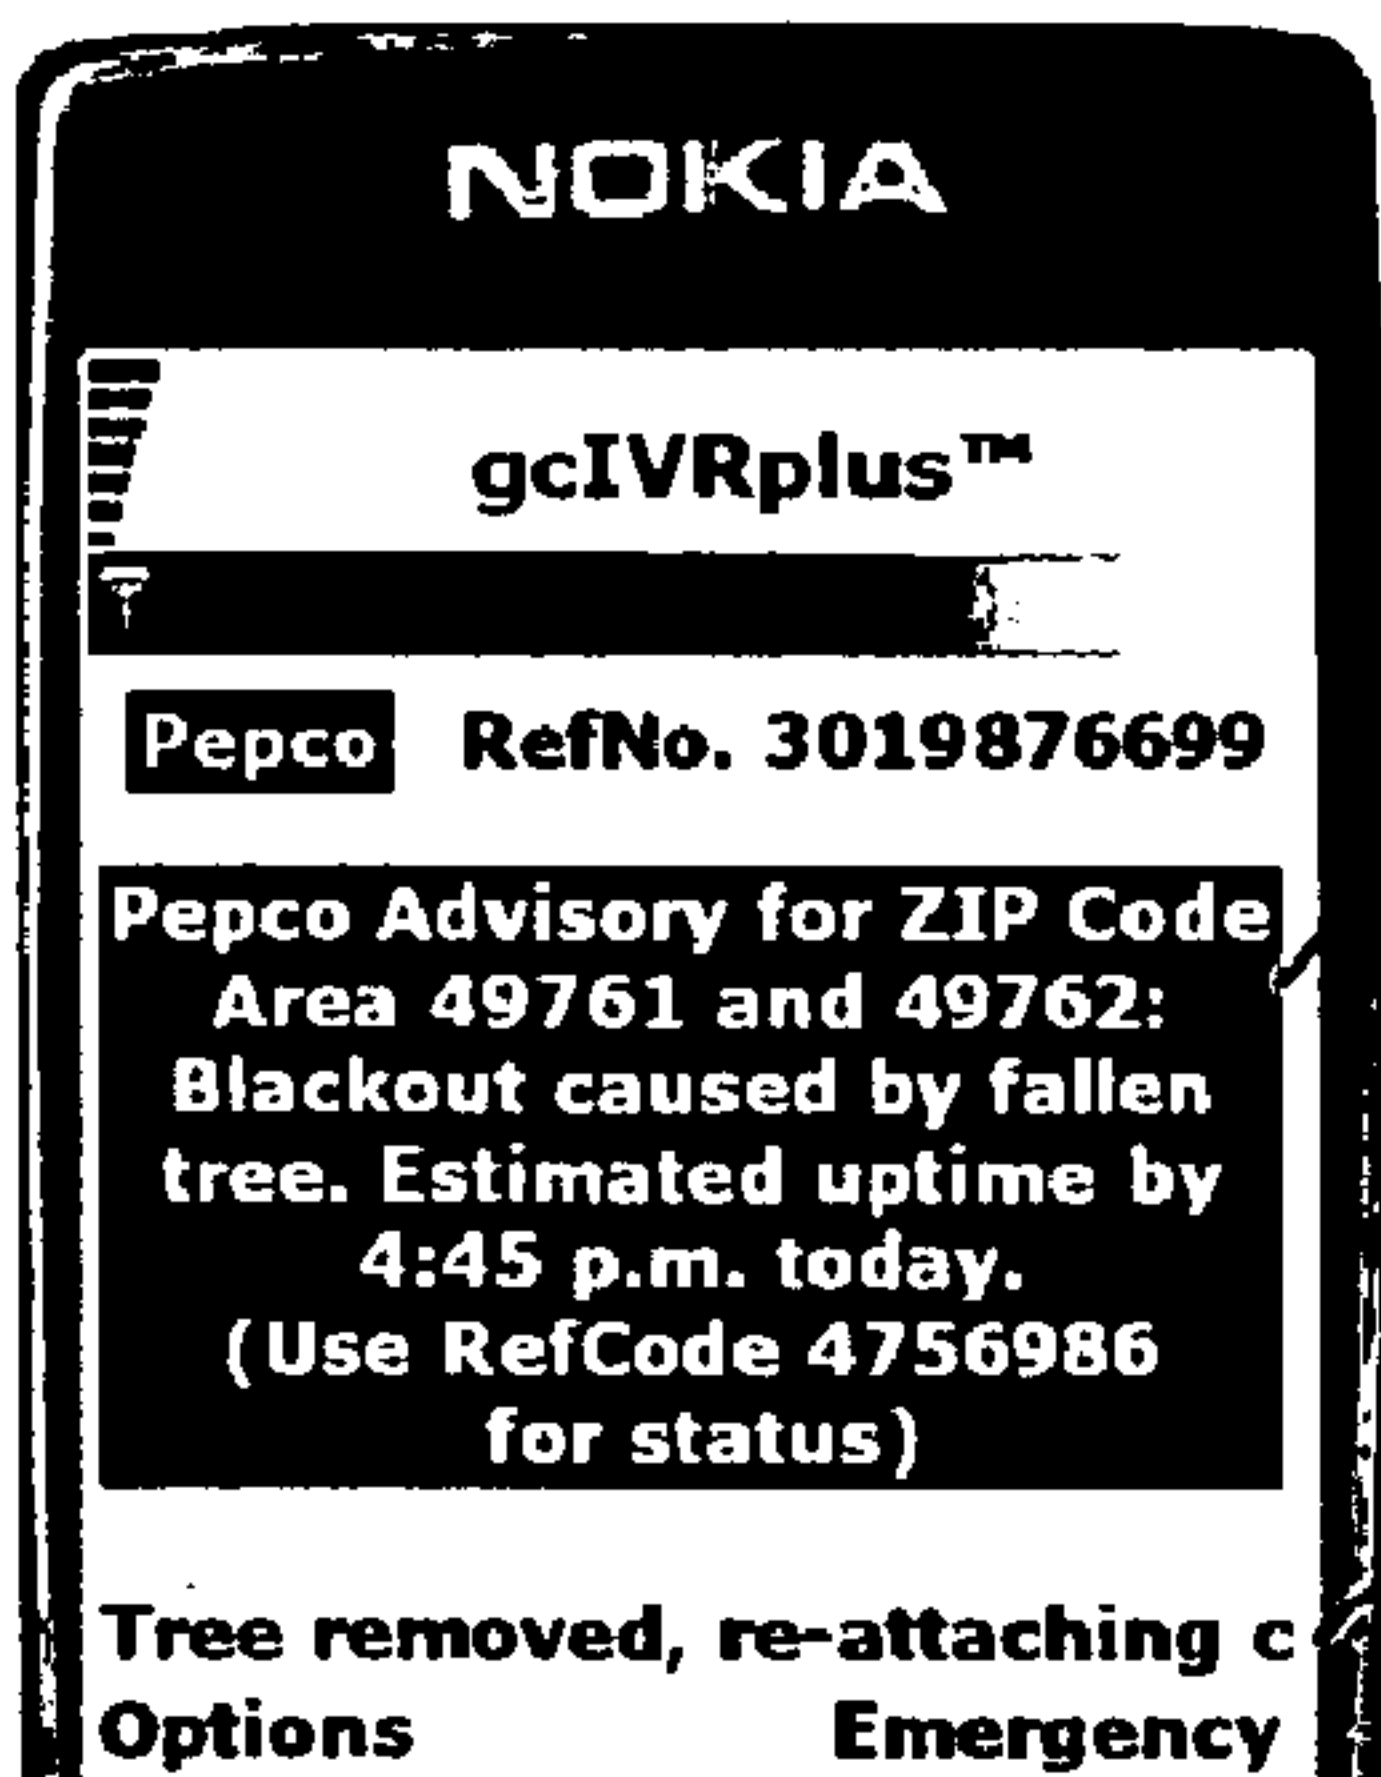 NOKIA
gcIVRplus™
Pepco RefNo. 3019876699
Pepco Advisory for ZIP Code
Area 49761 and 49762:
Blackout caused by fallen
tree. Estimated uptime by
4:45 p.m. today.
(Use RefCode 4756986
for status)
Tree removed, re-attaching c
Options Emergency